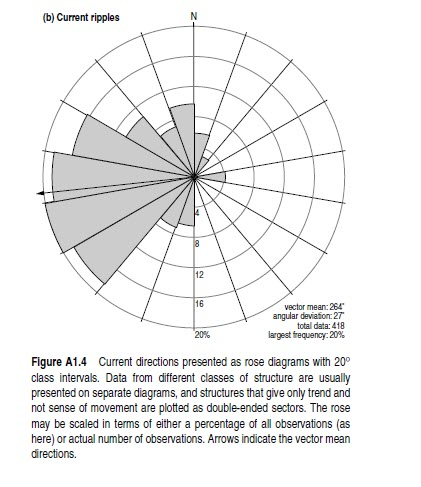 (b) Current ripples
N
4
8
12
16
20%
vector mean: 264°
angular deviation: 27°
total data: 418
largest frequency: 20%
Figure A1.4 Current directions presented as rose diagrams with 20°
class intervals. Data from different classes of structure are usually
presented on separate diagrams, and structures that give only trend and
not sense of movement are plotted as double-ended sectors. The rose
may be scaled in terms of either a percentage of all observations (as
here) or actual number of observations. Arrows indicate the vector mean
directions.